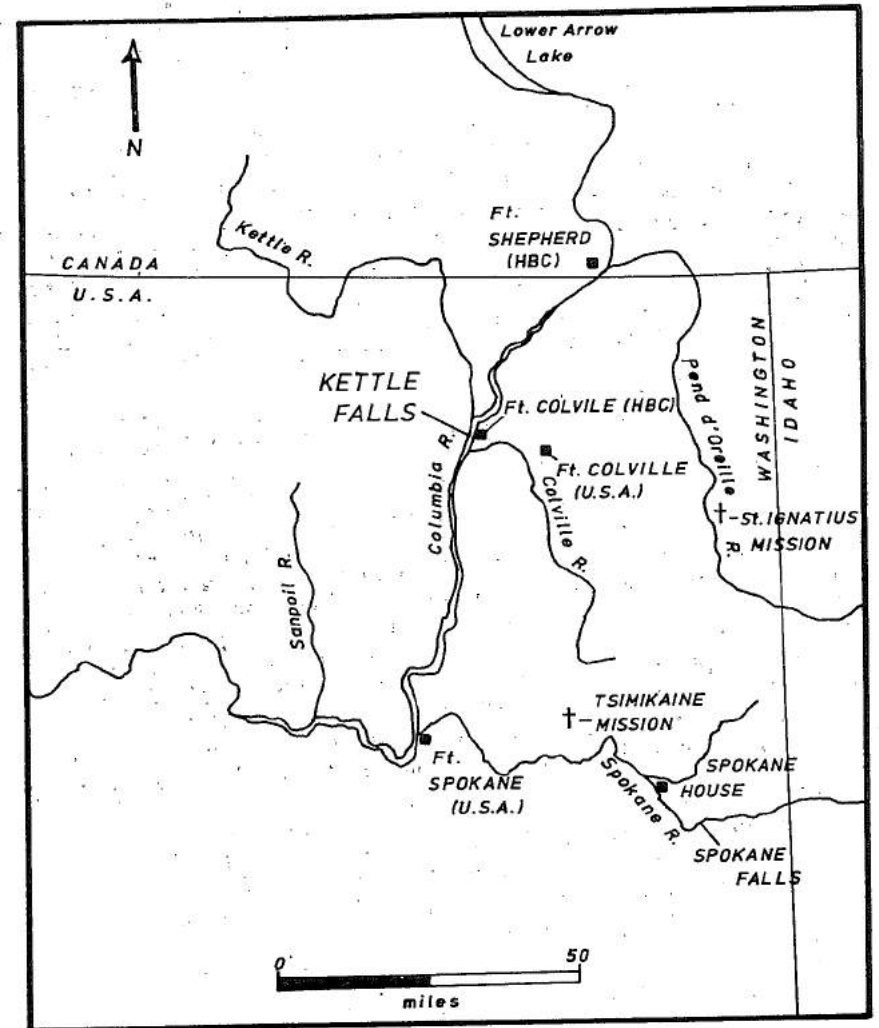 Lower Arrow
Lake
N
Kettle R.
Ft.
SHEPHERD
(HBC)
CANADA
U.S.A.
WASHINGTON
IDAHO
KETTLE
FALLS
Ft. COLVILE (HBC)
Pend d'Oreille R.
Columbia R.
Ft. COLVILLE
(U.S.A.)
Colville R.
St. IGNATIUS
MISSION
Sanpoil R.
TSIMIKAINE
MISSION
Ft.
SPOKANE
(U.S.A.)
Spokane R.
SPOKANE
HOUSE
SPOKANE
FALLS
0 50
miles